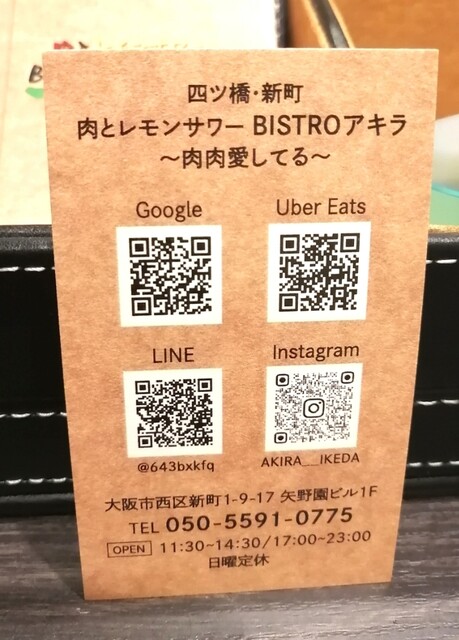 四ツ橋・新町
肉とレモンサワー BISTROアキラ
～肉肉愛してる～
Google
Uber Eats
LINE
Instagram
@643bxkfq
AKIRA__IKEDA
大阪市西区新町1-9-17 矢野園ビル1F
TEL 050-5591-0775
OPEN 11:30~14:30/17:00~23:00
日曜定休